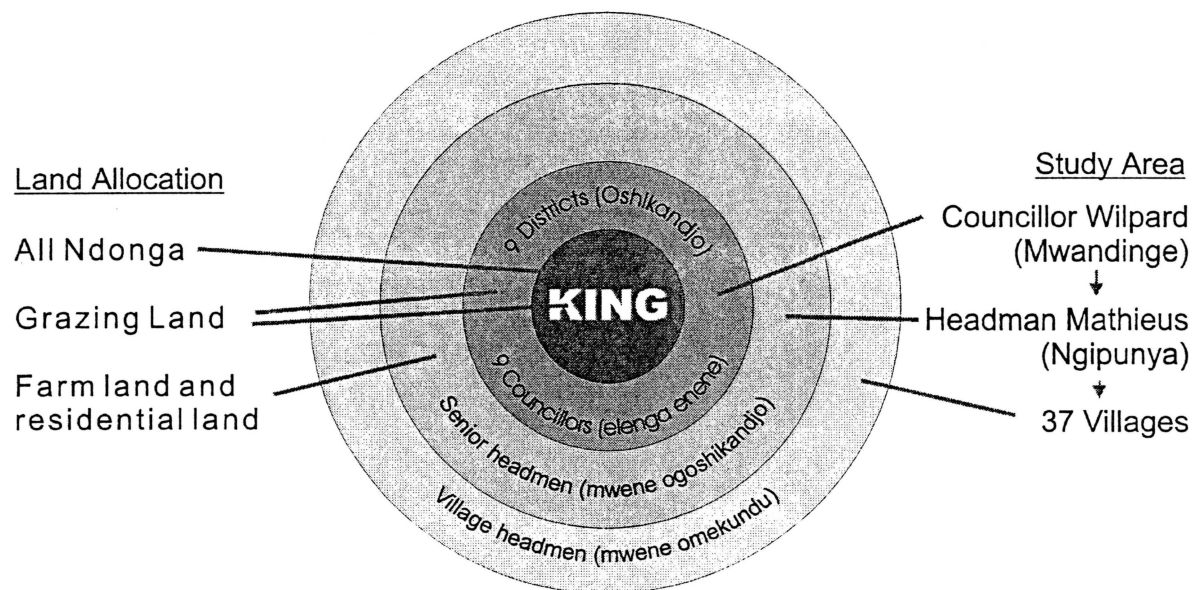 Land Allocation
All Ndonga
Grazing Land
Farm land and
residential land
9 Districts (Oshikandjo)
KING
9 Councillors (elenga enene)
Senior headmen (mwene ogoshikandjo)
Village headmen (mwene omekundu)
Study Area
Councillor Wilpard
(Mwandinge)
Headman Mathieus
(Ngipunya)
37 Villages